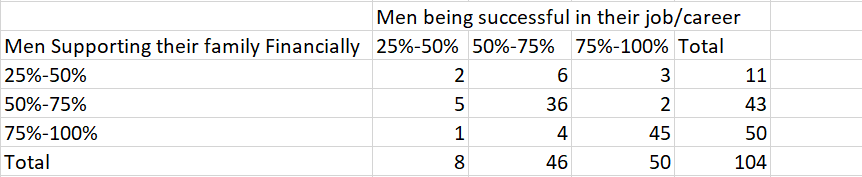 Men being successful in their job/career
Men Supporting their family Financially 25%-50% 50%-75% 75%-100% Total
25%-50% 2 6 3 11
50%-75% 5 36 2 43
75%-100% 1 4 45 50
Total 8 46 50 104